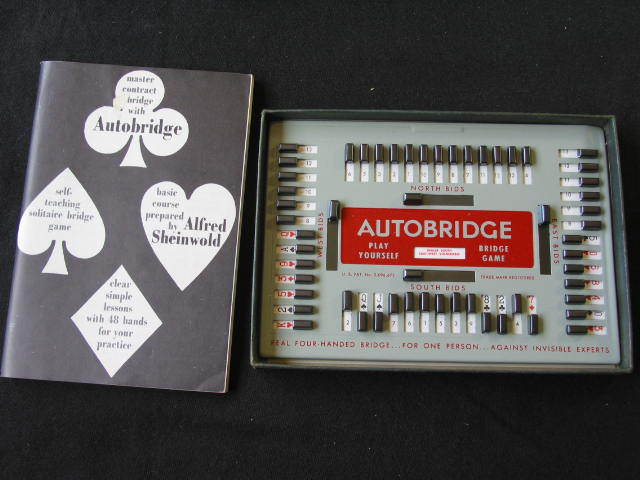 master
contract
bridge
with
Autobridge
self-
teaching
solitaire bridge
game
basic
course
prepared
by Alfred
Sheinwold
clear
simple
lessons
with 48 hands
for your
practice
NORTH BIDS
WEST BIDS
EAST BIDS
AUTOBRIDGE
PLAY
YOURSELF
BRIDGE
GAME
TRADE MARK REGISTERED
SOUTH BIDS
REAL FOUR-HANDED BRIDGE...FOR ONE PERSON...AGAINST INVISIBLE EXPERTS